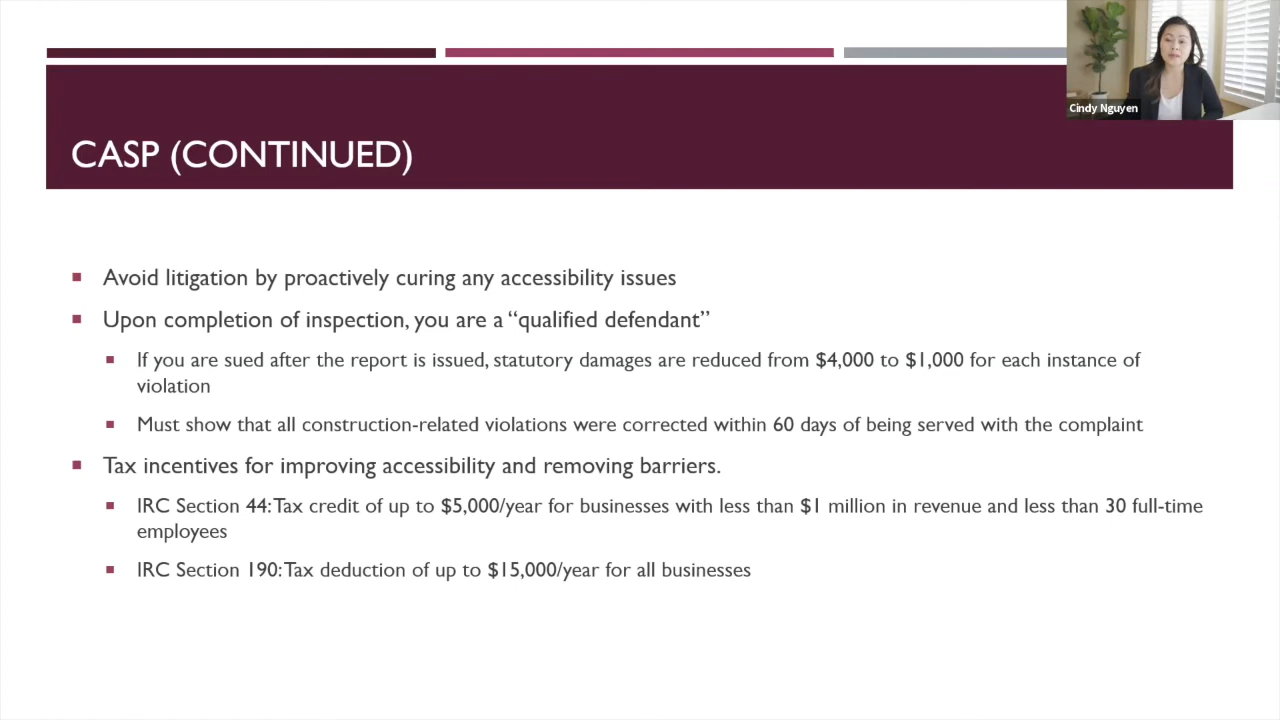 Cindy Nguyen
CASP (CONTINUED)
Avoid litigation by proactively curing any accessibility issues
Upon completion of inspection, you are a “qualified defendant”
If you are sued after the report is issued, statutory damages are reduced from $4,000 to $1,000 for each instance of
violation
Must show that all construction-related violations were corrected within 60 days of being served with the complaint
Tax incentives for improving accessibility and removing barriers.
IRC Section 44: Tax credit of up to $5,000/year for businesses with less than $1 million in revenue and less than 30 full-time
employees
IRC Section 190: Tax deduction of up to $15,000/year for all businesses